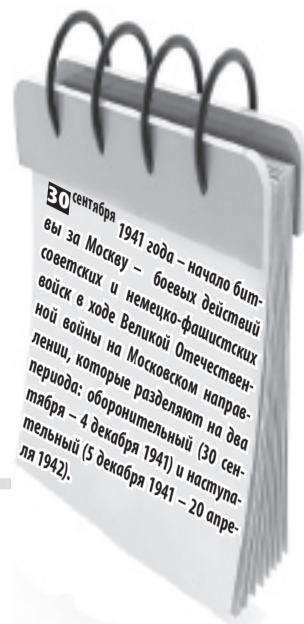 30 сентября 1941 года – начало бит-
вы за Москву – боевых действий
советских и немецко-фашистских
войск в ходе Великой Отечествен-
ной войны на Московском направ-
лении, которые разделяют на два
периода: оборонительный (30 сен-
тября – 4 декабря 1941) и наступа-
тельный (5 декабря 1941 – 20 апре-
ля 1942).